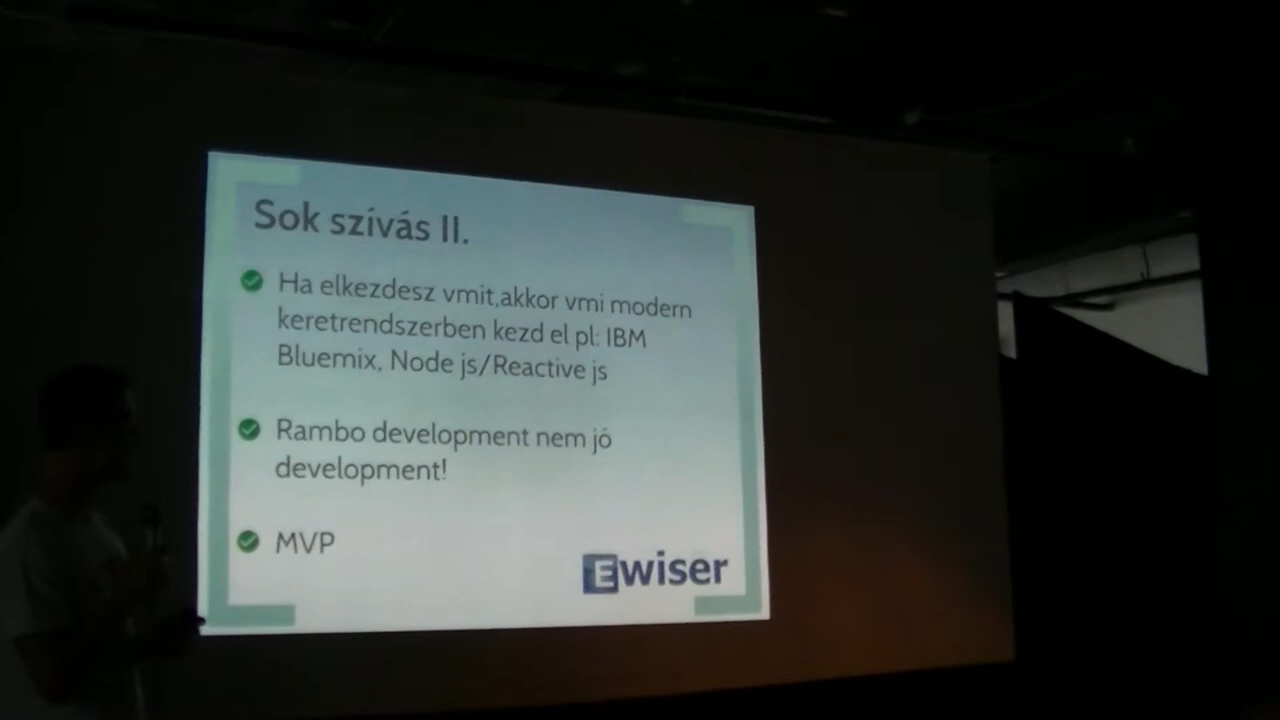 Sok szívás II.
Ha elkezdesz vmit,akkor vmi modern
keretrendszerben kezd el pl: IBM
Bluemix, Node js/Reactive js
Rambo development nem jó
development!
MVP
Ewiser